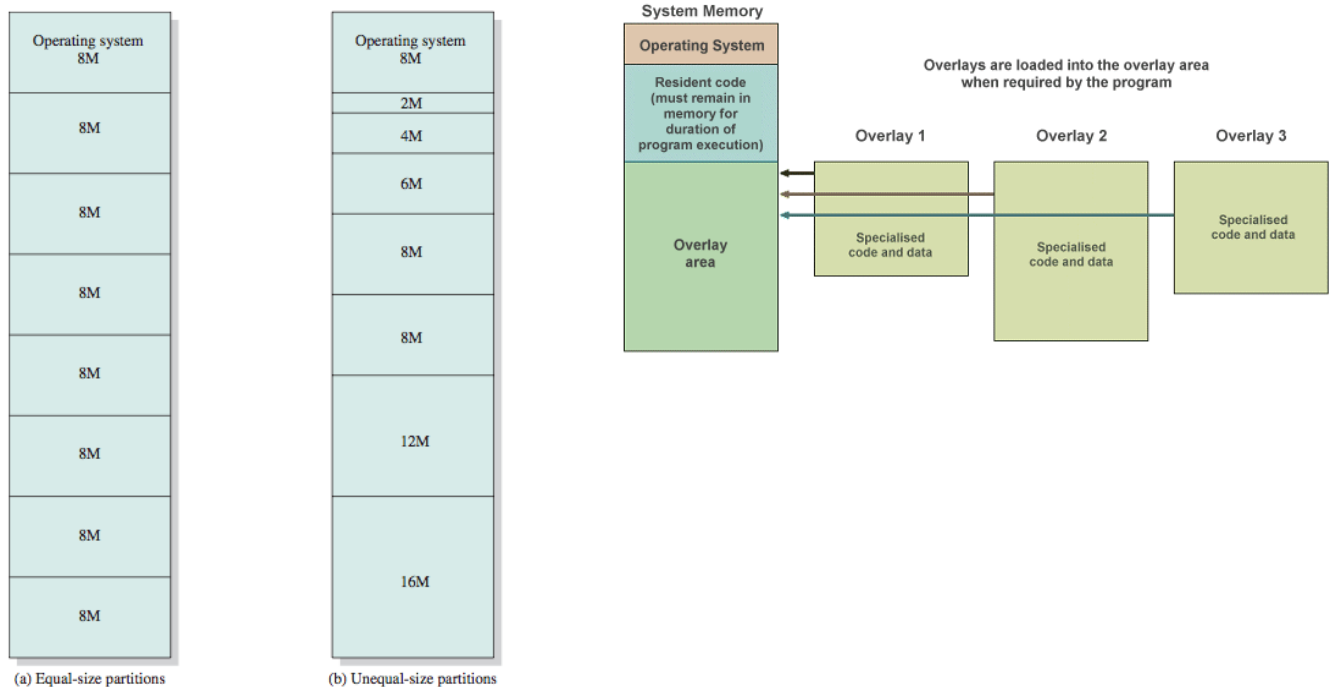 Operating system
8M
8M
8M
8M
8M
8M
8M
8M
(a) Equal-size partitions
Operating system
8M
2M
4M
6M
8M
8M
12M
16M
(b) Unequal-size partitions
System Memory
Operating System
Resident code
(must remain in
memory for
duration of
program execution)
Overlay
area
Overlays are loaded into the overlay area
when required by the program
Overlay 1
Specialised
code and data
Overlay 2
Specialised
code and data
Overlay 3
Specialised
code and data